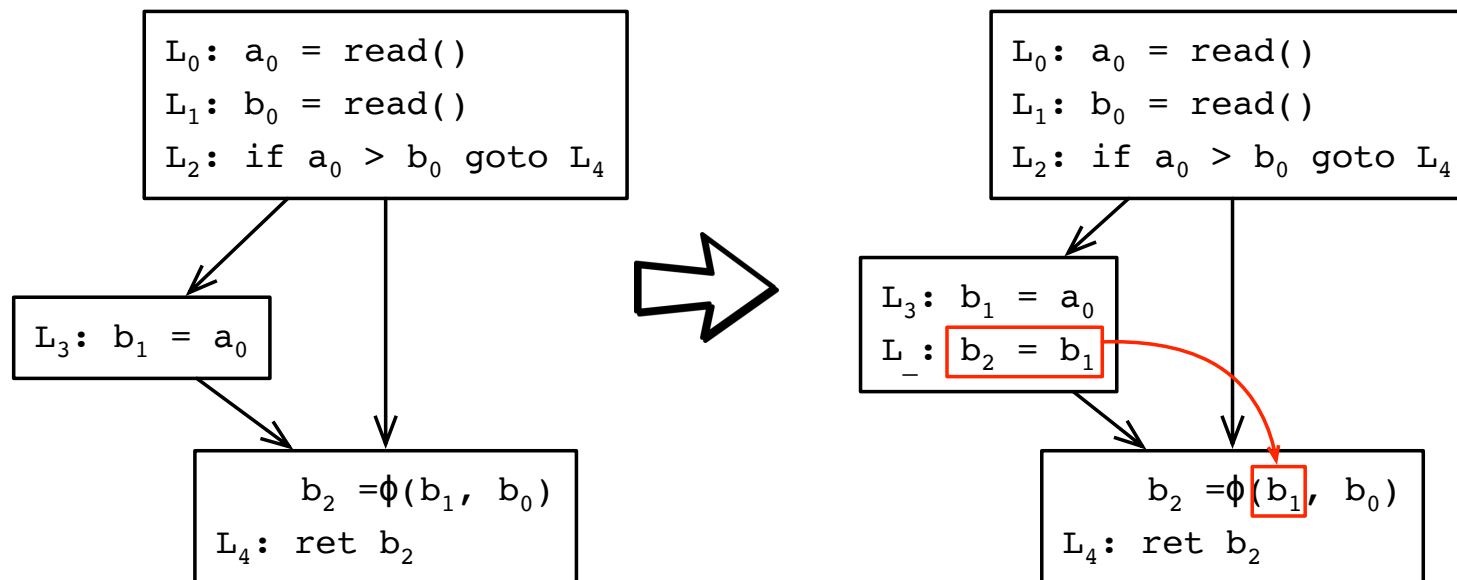 L₀: a₀ = read()
L₁: b₀ = read()
L₂: if a₀ > b₀ goto L₄
L₃: b₁ = a₀
b₂ =ϕ(b₁, b₀)
L₄: ret b₂
L₀: a₀ = read()
L₁: b₀ = read()
L₂: if a₀ > b₀ goto L₄
L₃: b₁ = a₀
L_: b₂ = b₁
b₂ =ϕ(b₁, b₀)
L₄: ret b₂